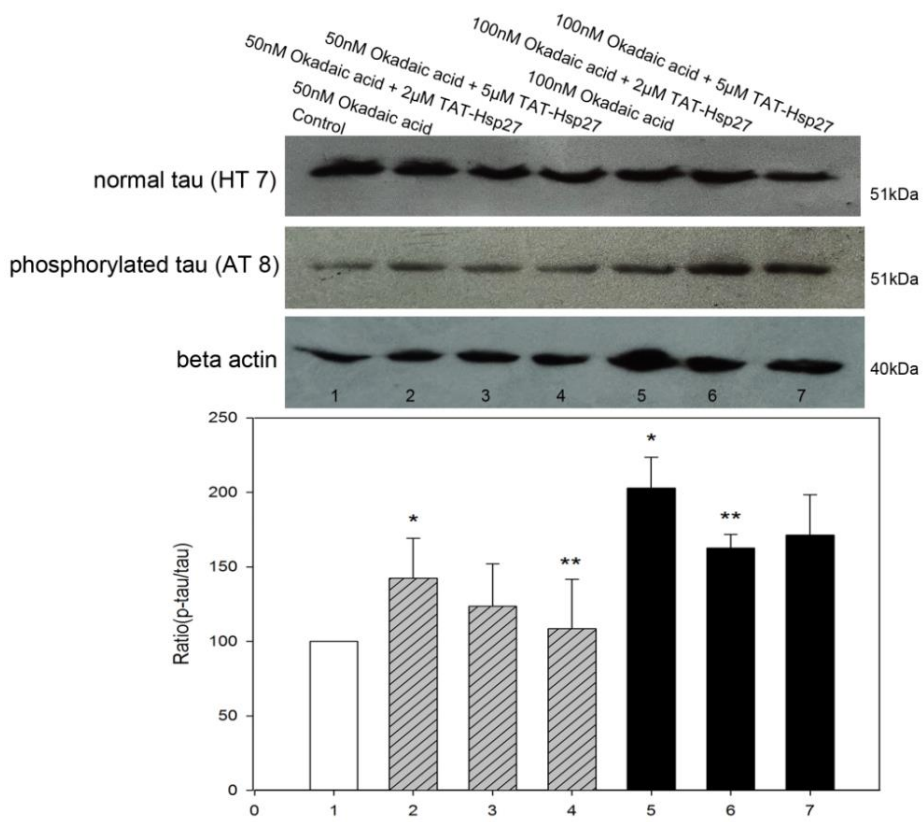 Control
50nM Okadaic acid
50nM Okadaic acid + 2µM TAT-Hsp27
50nM Okadaic acid + 5µM TAT-Hsp27
100nM Okadaic acid
100nM Okadaic acid + 2µM TAT-Hsp27
100nM Okadaic acid + 5µM TAT-Hsp27
normal tau (HT 7)
51kDa
phosphorylated tau (AT 8)
51kDa
beta actin
40kDa
1 2 3 4 5 6 7
250
200
150
100
50
0
Ratio(p-tau/tau)
* ** * **
0 1 2 3 4 5 6 7